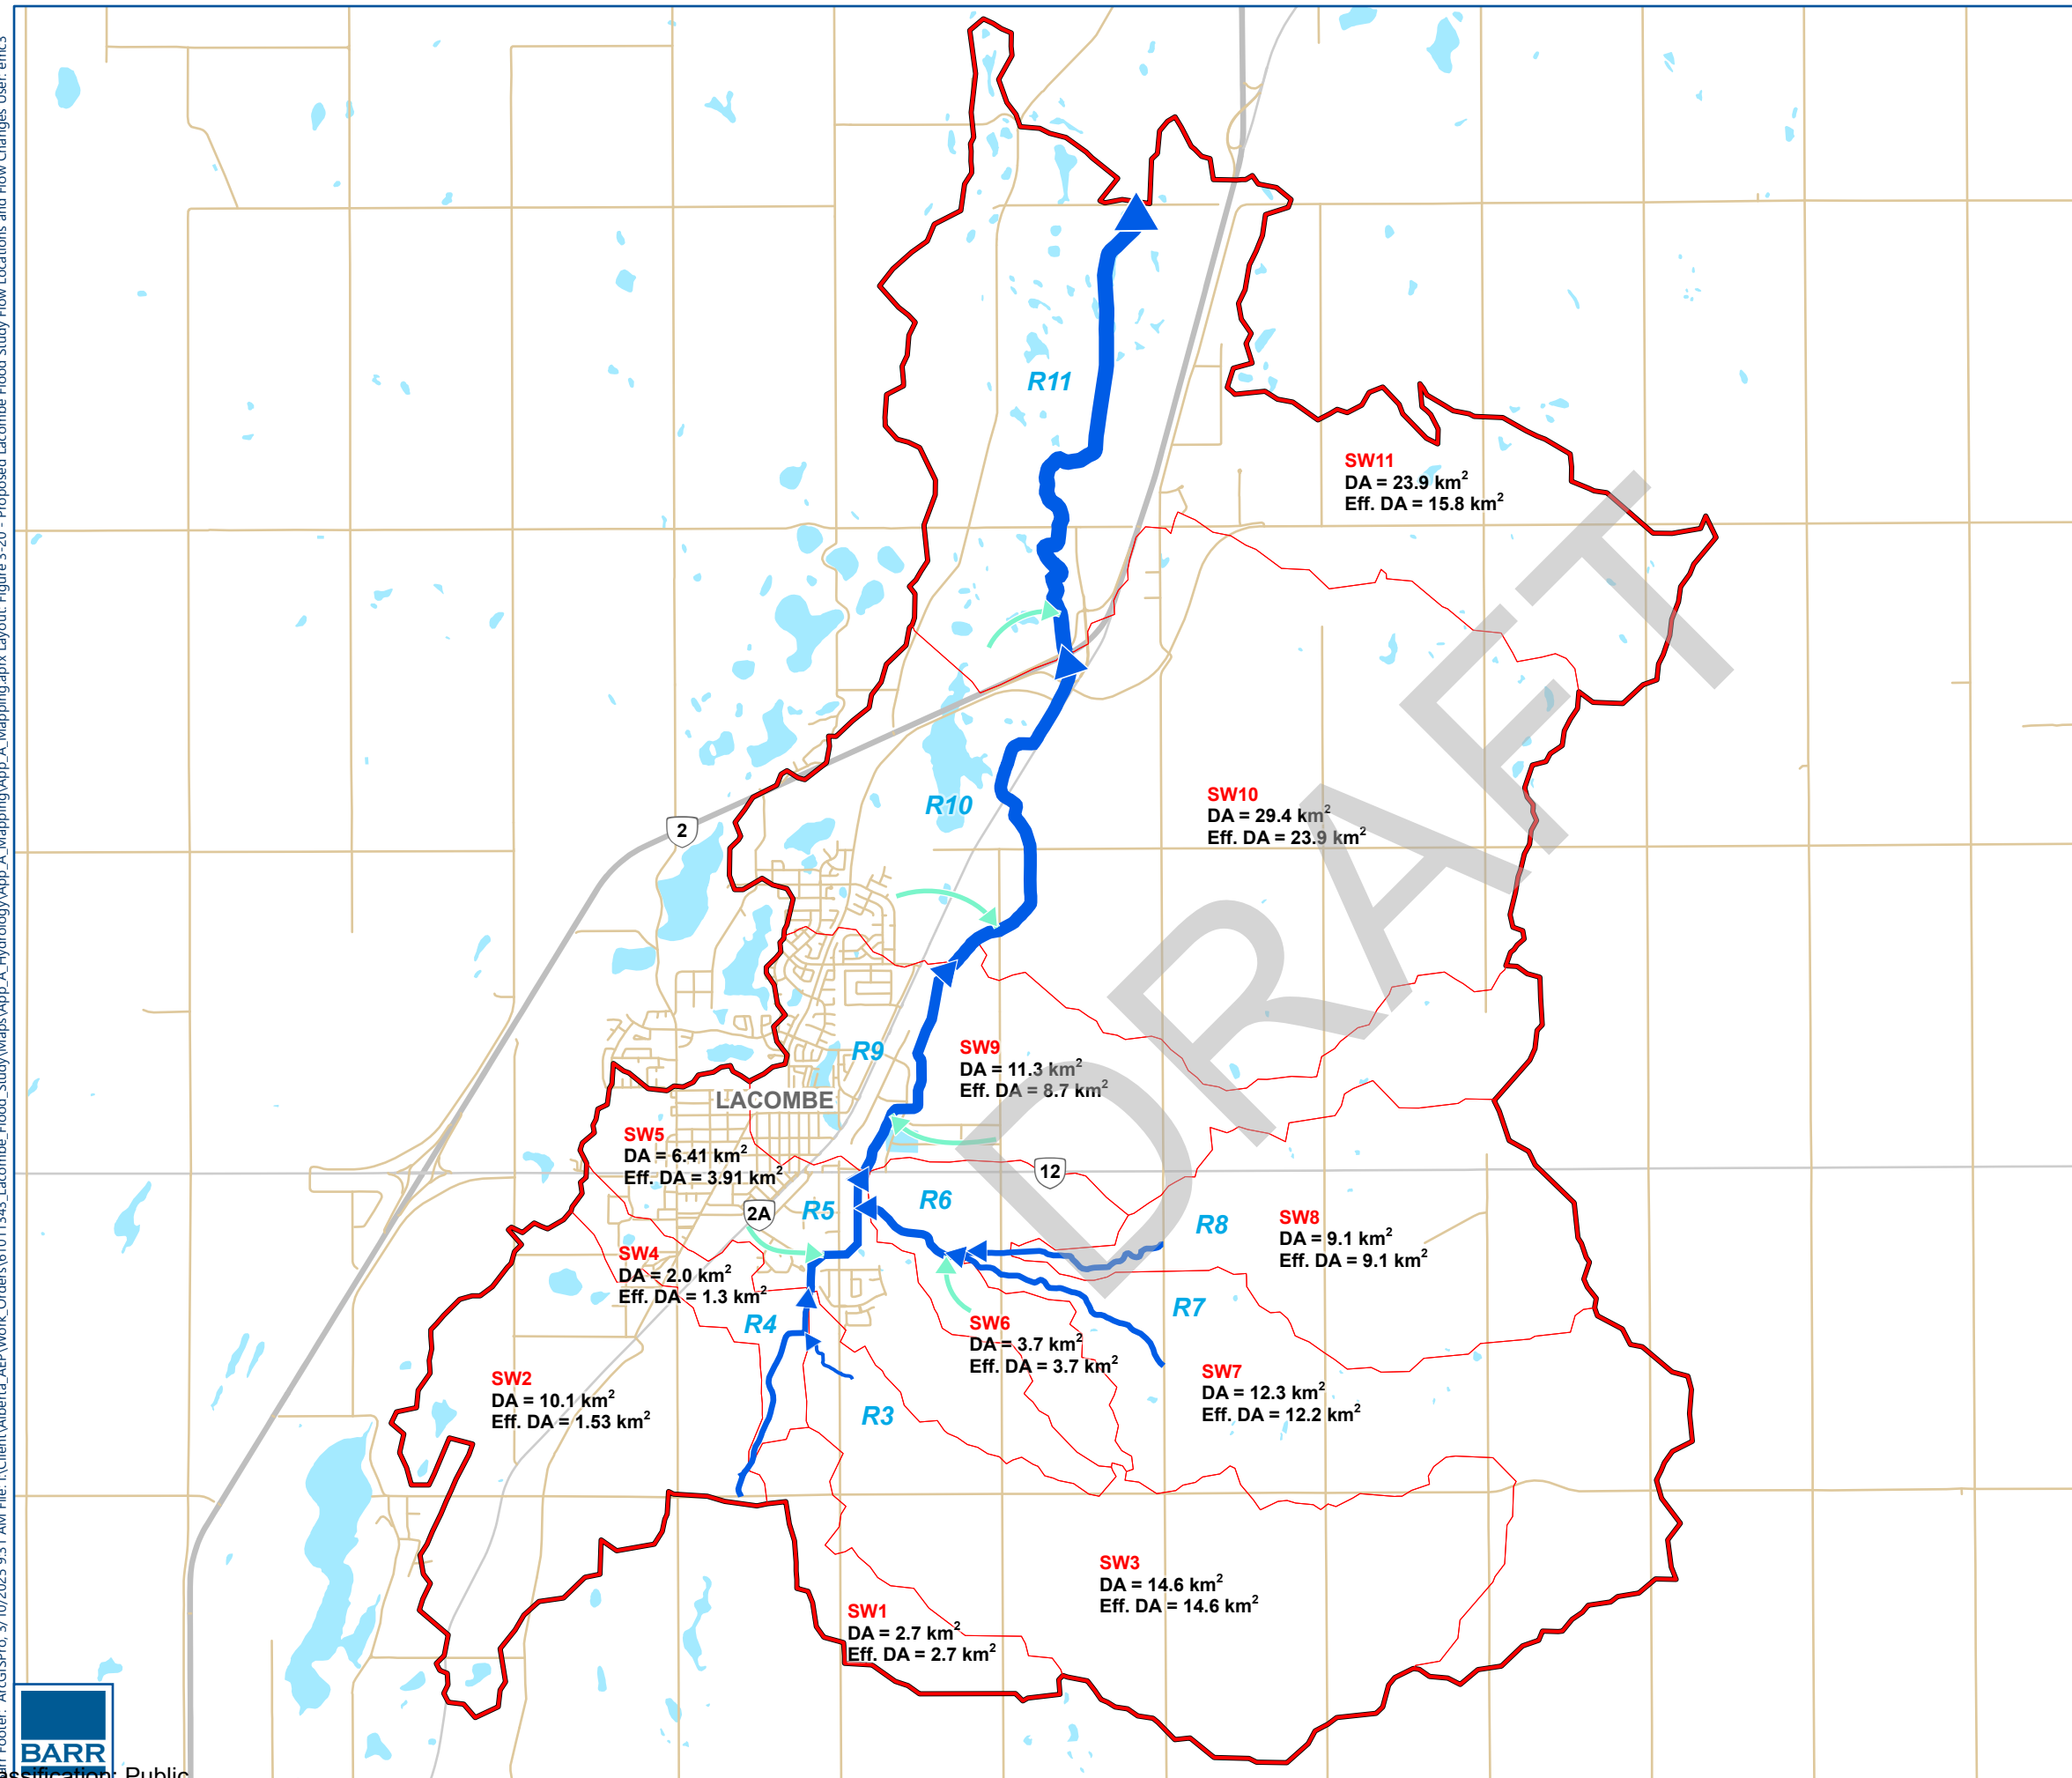 R11
SW11
DA = 23.9 km²
Eff. DA = 15.8 km²
R10
SW10
DA = 29.4 km²
Eff. DA = 23.9 km²
2
R9
SW9
DA = 11.3 km²
Eff. DA = 8.7 km²
LACOMBE
SW5
DA = 6.41 km²
Eff. DA = 3.91 km²
12
2A
R5
R6
R8
SW8
DA = 9.1 km²
Eff. DA = 9.1 km²
SW4
DA = 2.0 km²
Eff. DA = 1.3 km²
R4
R7
SW6
DA = 3.7 km²
Eff. DA = 3.7 km²
SW2
DA = 10.1 km²
Eff. DA = 1.53 km²
R3
SW7
DA = 12.3 km²
Eff. DA = 12.2 km²
SW3
DA = 14.6 km²
Eff. DA = 14.6 km²
SW1
DA = 2.7 km²
Eff. DA = 2.7 km²
DRAFT
BARR
Public